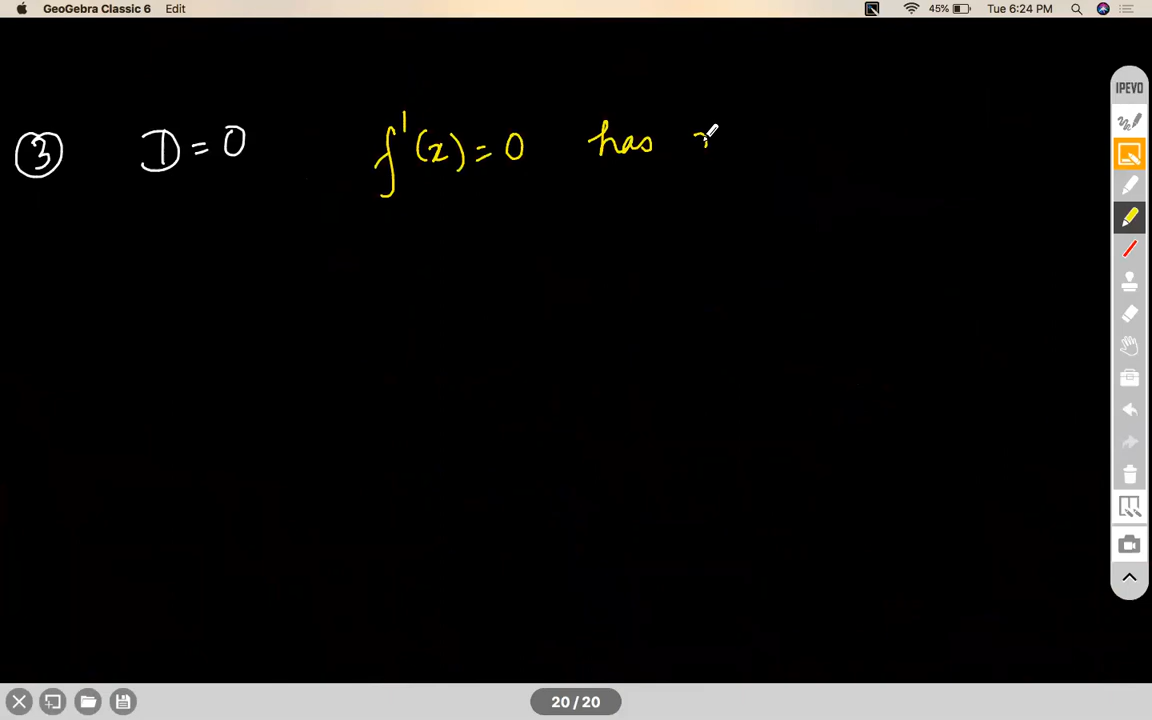 GeoGebra Classic 6 Edit 45% Tue 6:24 PM
IPEVO
3 D = 0 f'(x) = 0 has
20 / 20